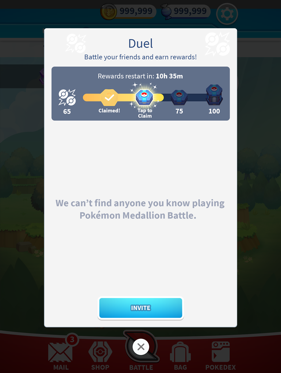 999,999 999,999
Duel
Battle your friends and earn rewards!
Rewards restart in: 10h 35m
65 Claimed! Tap to Claim 75 100
We can't find anyone you know playing
Pokémon Medallion Battle.
INVITE
3
MAIL SHOP BATTLE BAG POKEDEX